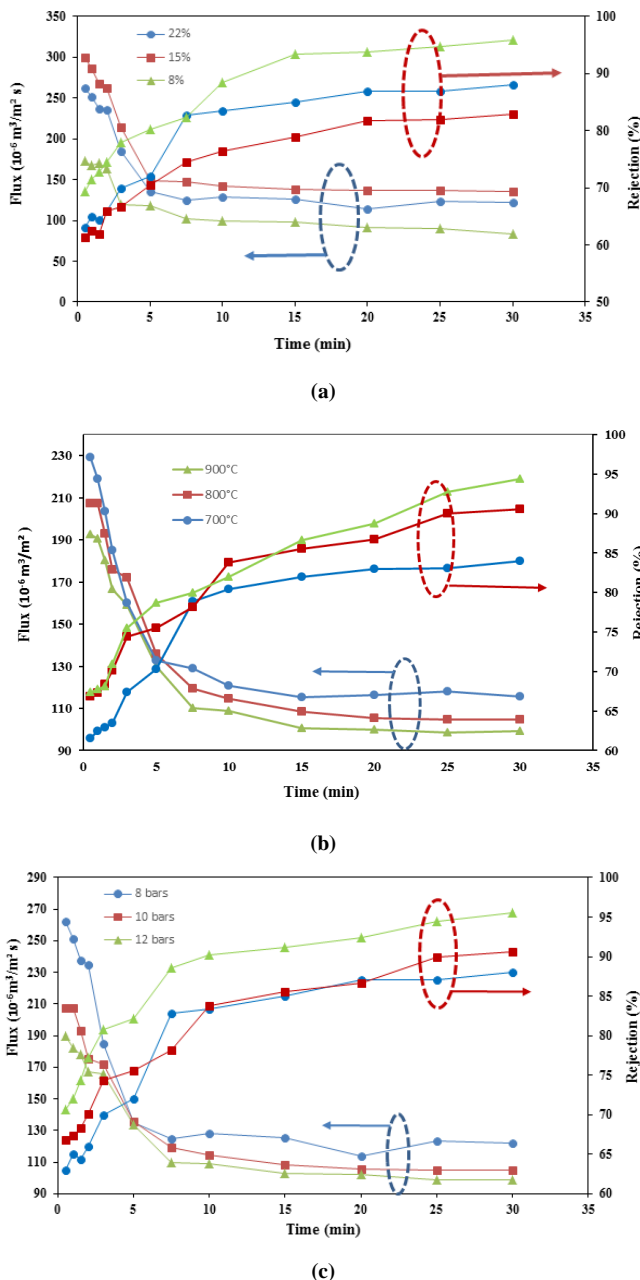 350
300
250
200
150
100
50
0
Flux (10⁻⁶ m³/m² s)
22%
15%
8%
100
90
80
70
60
50
Rejection (%)
0 5 10 15 20 25 30 35
Time (min)
(a)
230
210
190
170
150
130
110
90
Flux (10⁻⁶ m³/m² )
900°C
800°C
700°C
100
95
90
85
80
75
70
65
60
Rejection (%)
0 5 10 15 20 25 30 35
Time (min)
(b)
290
270
250
230
210
190
170
150
130
110
90
Flux (10⁻⁶m³/m² s)
8 bars
10 bars
12 bars
100
95
90
85
80
75
70
65
60
Rejection (%)
0 5 10 15 20 25 30 35
Time (min)
(c)